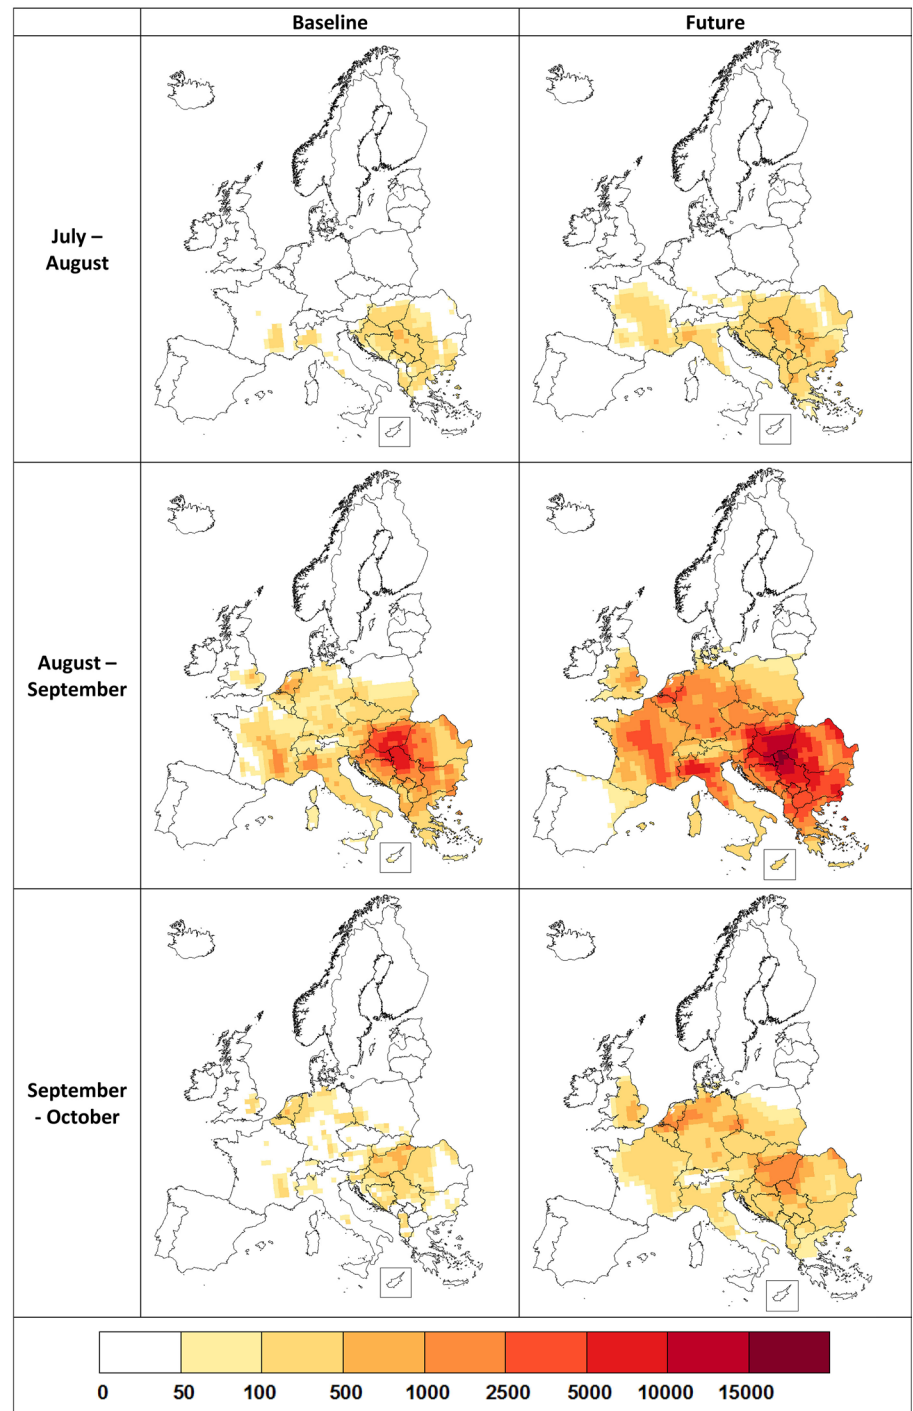 Baseline
Future
July –
August
August –
September
September
- October
0 50 100 500 1000 2500 5000 10000 15000